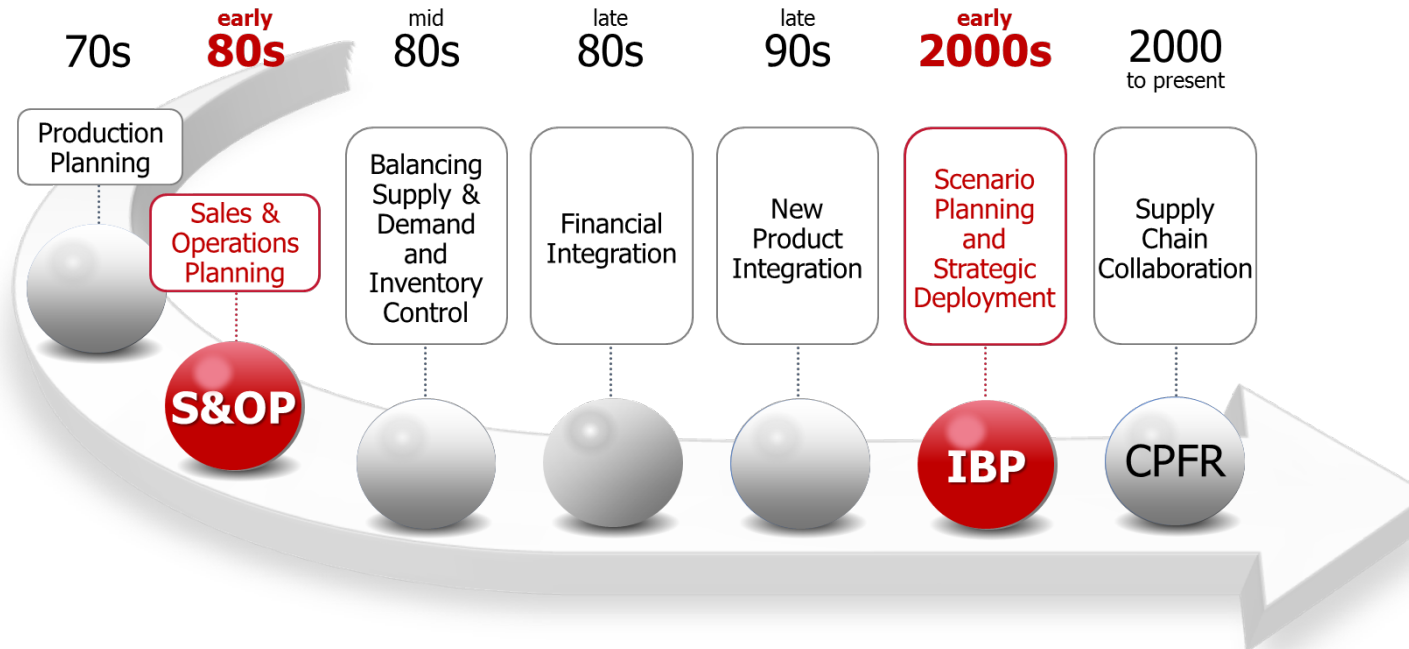 70s
early
80s
mid
80s
late
80s
late
90s
early
2000s
2000
to present
Production
Planning
Sales &
Operations
Planning
Balancing
Supply &
Demand
and
Inventory
Control
Financial
Integration
New
Product
Integration
Scenario
Planning
and
Strategic
Deployment
Supply
Chain
Collaboration
S&OP
IBP
CPFR